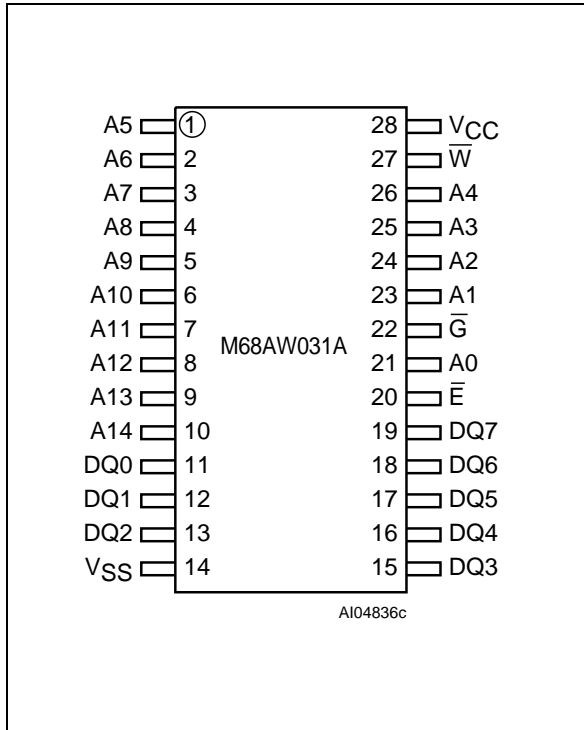 A5 1 28 VCC
A6 2 27 W̅
A7 3 26 A4
A8 4 25 A3
A9 5 24 A2
A10 6 23 A1
A11 7 22 G̅
M68AW031A
A12 8 21 A0
A13 9 20 E̅
A14 10 19 DQ7
DQ0 11 18 DQ6
DQ1 12 17 DQ5
DQ2 13 16 DQ4
VSS 14 15 DQ3
AI04836c